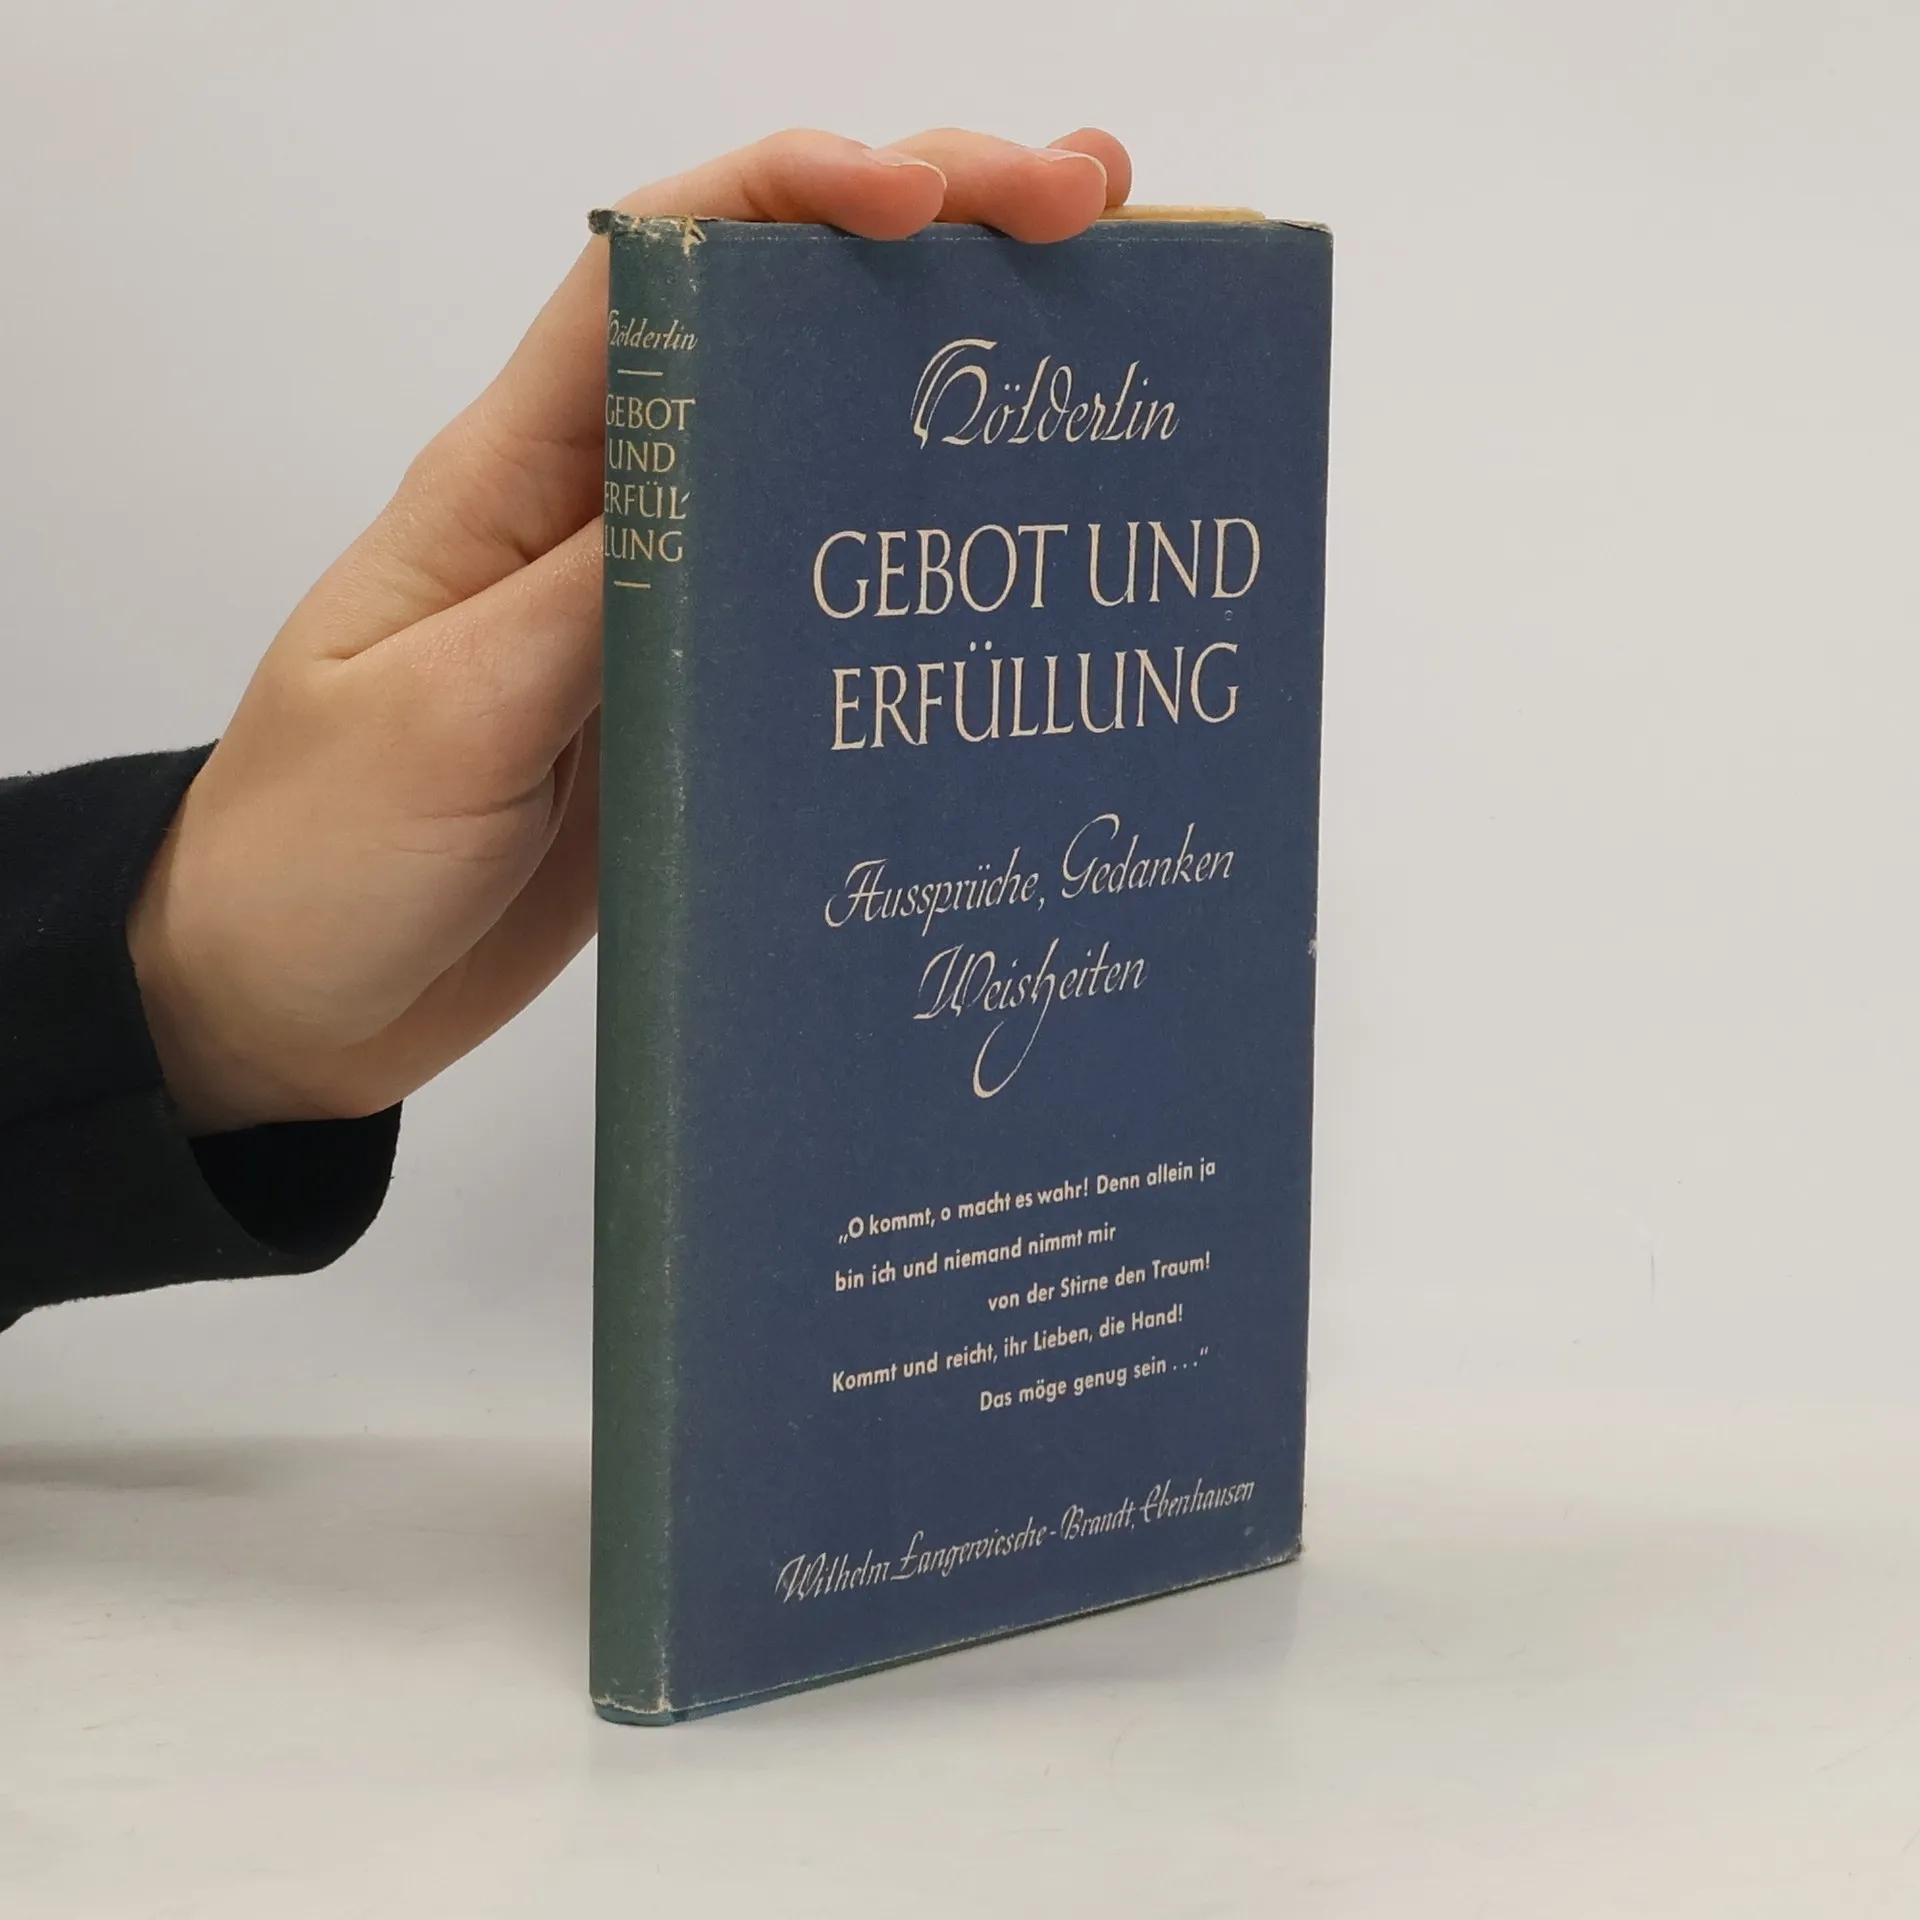 Hölderlin
GEBOT
UND
ERFÜL-
LUNG
Hölderlin
GEBOT UND
ERFÜLLUNG
Aussprüche, Gedanken
Weisheiten
„O kommt, o macht es wahr! Denn allein ja
bin ich und niemand nimmt mir
von der Stirne den Traum!
Kommt und reicht, ihr Lieben, die Hand!
Das möge genug sein . . .“
Wilhelm Langewiesche-Brandt, Ebenhausen